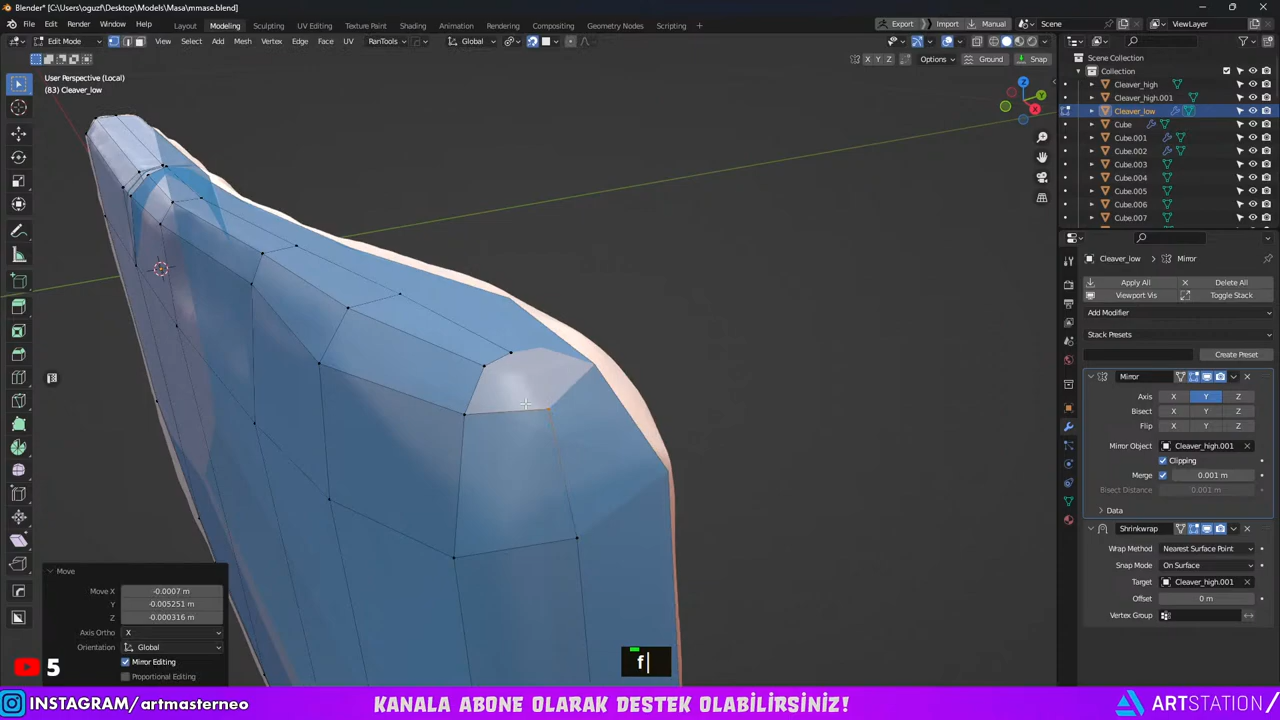 Blender* [C:\Users\oguzf\Desktop\Models\Masa\mmase.blend]
File Edit Render Window Help Layout Modeling Sculpting UV Editing Texture Paint Shading Animation Rendering Compositing Geometry Nodes Scripting + Export Import Manual Scene ViewLayer
Edit Mode View Select Add Mesh Vertex Edge Face UV RanTools Global
X Y Z Options Ground Snap
User Perspective (Local)
(83) Cleaver_low
Z
Y
X
Scene Collection
Collection
Cleaver_high
Cleaver_high.001
Cleaver_low
Cube
Cube.001
Cube.002
Cube.003
Cube.004
Cube.005
Cube.006
Cube.007
Cleaver_low > Mirror
Apply All Delete All
Viewport Vis Toggle Stack
Add Modifier
Stack Presets
Create Preset
Mirror
Axis X Y Z
Bisect X Y Z
Flip X Y Z
Mirror Object Cleaver_high.001
Clipping
Merge 0.001 m
Bisect Distance 0.001 m
Data
Shrinkwrap
Wrap Method Nearest Surface Point
Snap Mode On Surface
Target Cleaver_high.001
Offset 0 m
Vertex Group
Move
Move X -0.0007 m
Y -0.005251 m
Z -0.000316 m
Axis Ortho X
Orientation Global
Mirror Editing
Proportional Editing
5
f
INSTAGRAM/artmasterneo KANALA ABONE OLARAK DESTEK OLABİLİRSİNİZ! ARTSTATION/